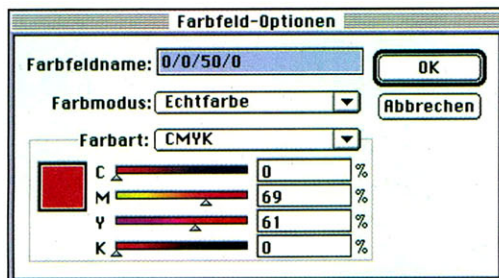 Farbfeld-Optionen
Farbfeldname: 0/0/50/0
OK
Farbmodus: Echtfarbe
Abbrechen
Farbart: CMYK
C 0 %
M 69 %
Y 61 %
K 0 %